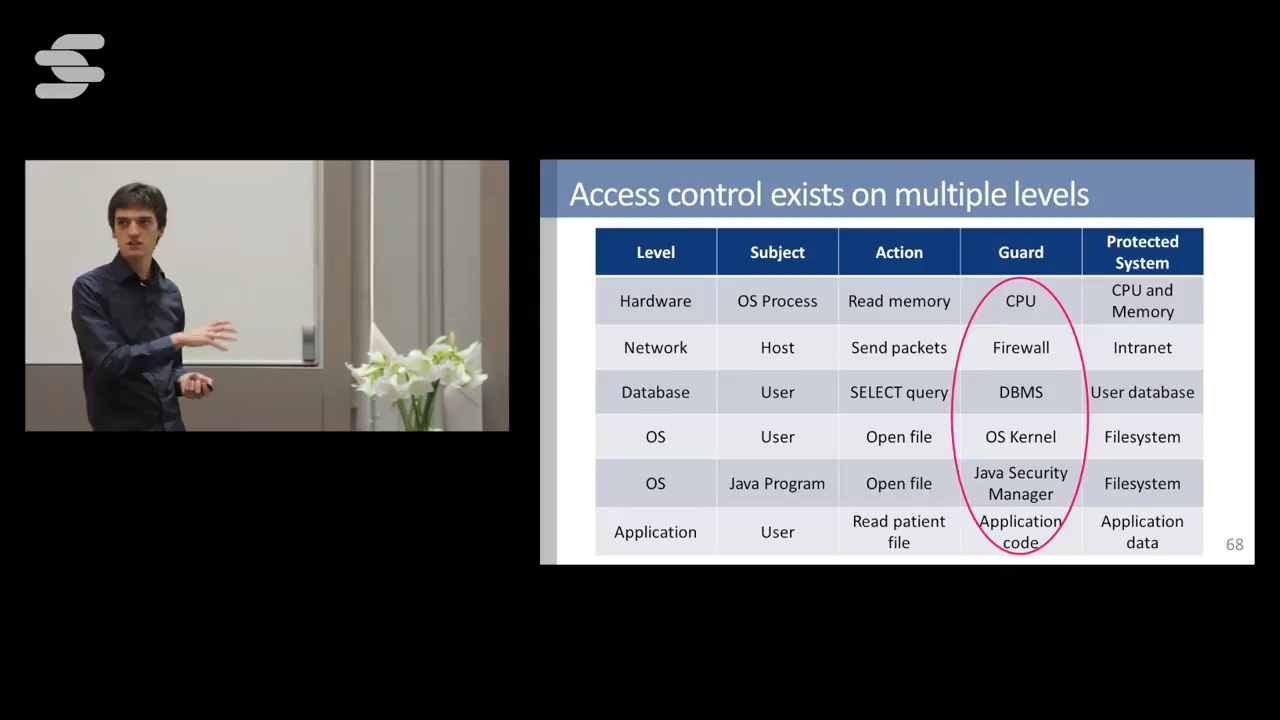 Access control exists on multiple levels
Level Subject Action Guard Protected System
Hardware OS Process Read memory CPU CPU and Memory
Network Host Send packets Firewall Intranet
Database User SELECT query DBMS User database
OS User Open file OS Kernel Filesystem
OS Java Program Open file Java Security Manager Filesystem
Application User Read patient file Application code Application data
68